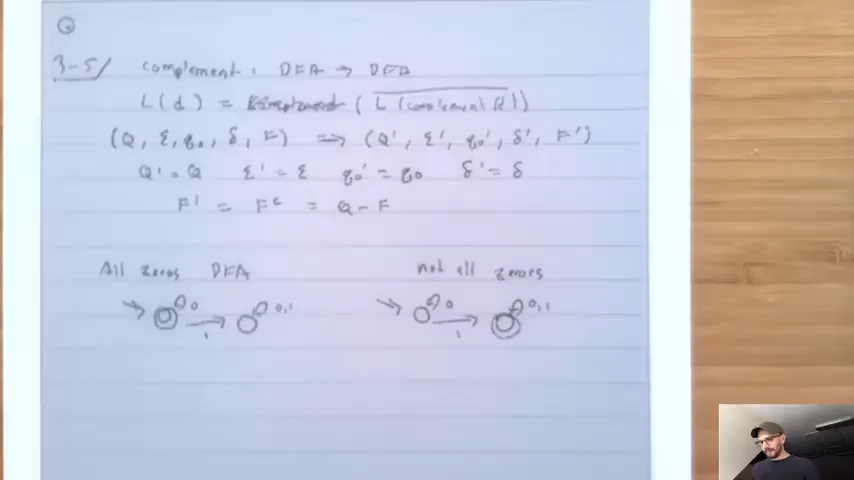 3-5/ complement : DFA → DFA
L(d) = ( L(complement(d)) )
(Q, Σ, q₀, δ, F) ⟹ (Q', Σ', q₀', δ', F')
Q' = Q Σ' = Σ q₀' = q₀ δ' = δ
F' = Fᶜ = Q - F
All zeros DFA not all zeros
0 0,1 0 0,1
1 1